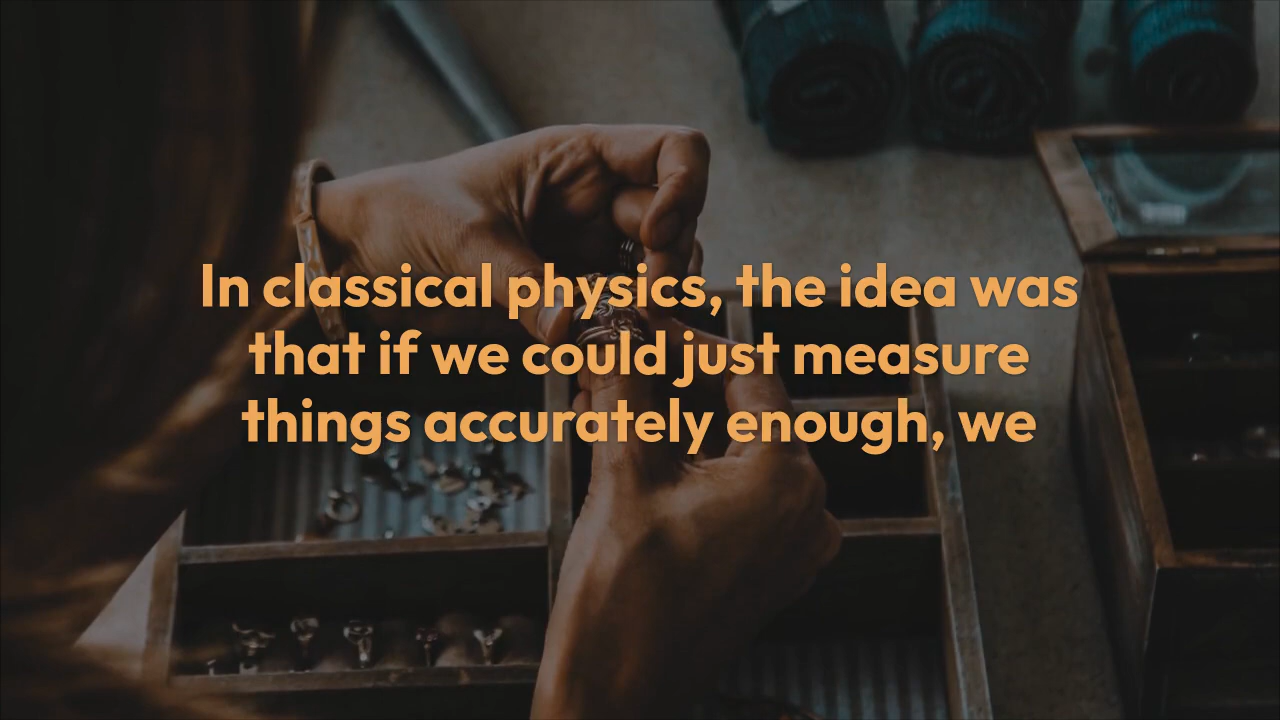 In classical physics, the idea was
that if we could just measure
things accurately enough, we